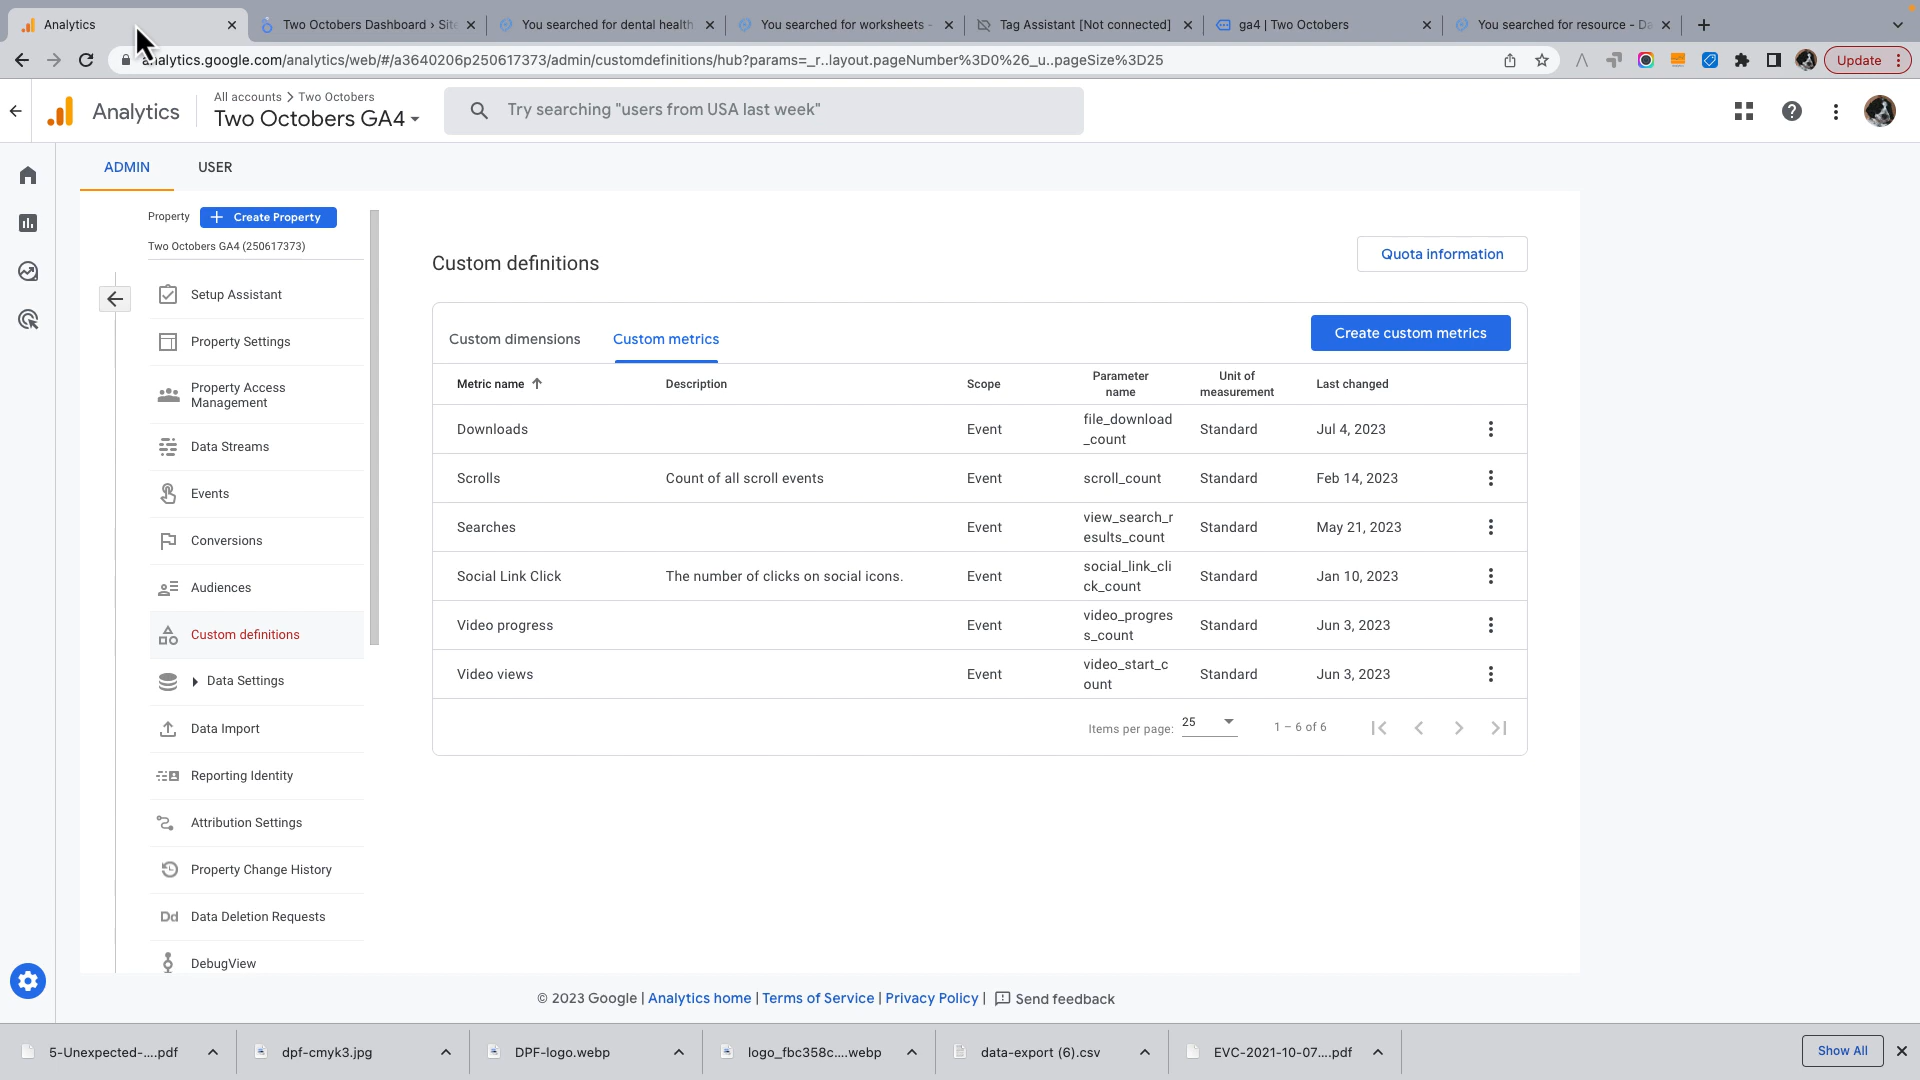 Analytics
Two Octobers Dashboard › Site
You searched for dental health
You searched for worksheets -
Tag Assistant [Not connected]
ga4 | Two Octobers
You searched for resource - Da
analytics.google.com/analytics/web/#/a3640206p250617373/admin/customdefinitions/hub?params=_r..layout.pageNumber%3D0%26_u..pageSize%3D25
Update
Analytics
All accounts > Two Octobers
Two Octobers GA4
Try searching "users from USA last week"
ADMIN
USER
Property
+ Create Property
Two Octobers GA4 (250617373)
Setup Assistant
Property Settings
Property Access
Management
Data Streams
Events
Conversions
Audiences
Custom definitions
Data Settings
Data Import
Reporting Identity
Attribution Settings
Property Change History
Dd Data Deletion Requests
DebugView
Custom definitions
Quota information
Custom dimensions
Custom metrics
Create custom metrics
Metric name
Description
Scope
Parameter
name
Unit of
measurement
Last changed
Downloads
Event
file_download
_count
Standard
Jul 4, 2023
Scrolls
Count of all scroll events
Event
scroll_count
Standard
Feb 14, 2023
Searches
Event
view_search_r
esults_count
Standard
May 21, 2023
Social Link Click
The number of clicks on social icons.
Event
social_link_cli
ck_count
Standard
Jan 10, 2023
Video progress
Event
video_progres
s_count
Standard
Jun 3, 2023
Video views
Event
video_start_c
ount
Standard
Jun 3, 2023
Items per page: 25
1 – 6 of 6
© 2023 Google | Analytics home | Terms of Service | Privacy Policy | Send feedback
5-Unexpected-....pdf
dpf-cmyk3.jpg
DPF-logo.webp
logo_fbc358c....webp
data-export (6).csv
EVC-2021-10-07....pdf
Show All